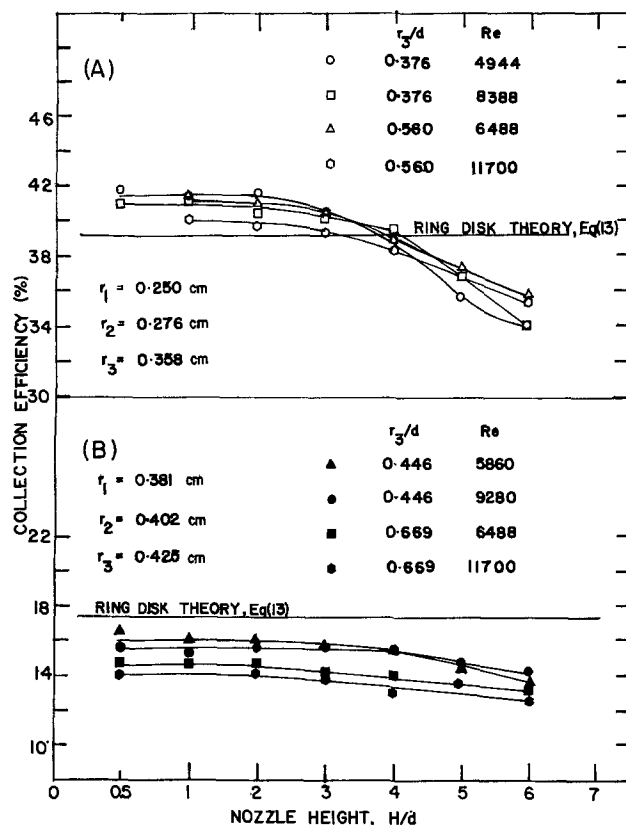 (A)
r3/d Re
○ 0·376 4944
□ 0·376 8388
△ 0·560 6488
⬡ 0·560 11700
RING DISK THEORY, Eq(13)
r1 = 0·250 cm
r2 = 0·276 cm
r3 = 0·358 cm
46
42
38
34
30
COLLECTION EFFICIENCY (%)
(B)
r3/d Re
▲ 0·446 5860
● 0·446 9280
■ 0·669 6488
⬢ 0·669 11700
r1 = 0·381 cm
r2 = 0·402 cm
r3 = 0·425 cm
RING DISK THEORY, Eq(13)
22
18
14
10
0 0·5 1 2 3 4 5 6 7
NOZZLE HEIGHT, H/d